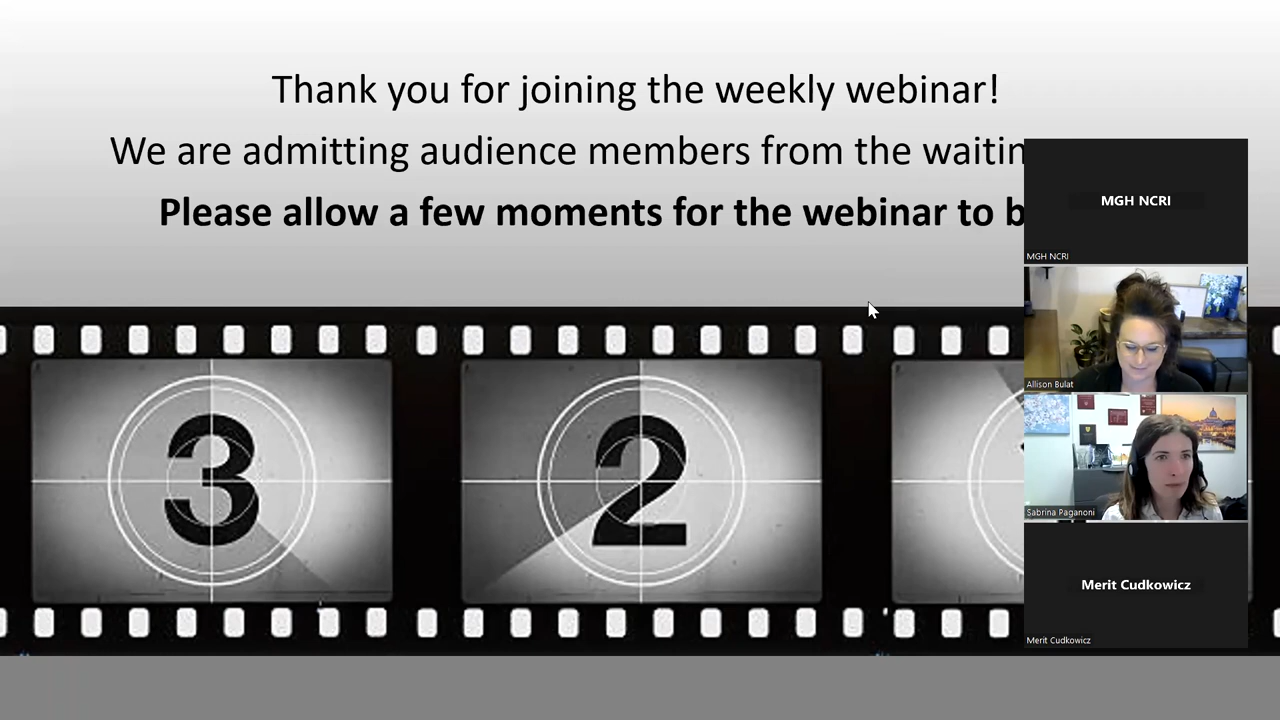 Thank you for joining the weekly webinar!
We are admitting audience members from the waitin
Please allow a few moments for the webinar to b
MGH NCRI
MGH NCRI
Allison Bulat
Sabrina Paganoni
Merit Cudkowicz
Merit Cudkowicz
3
2